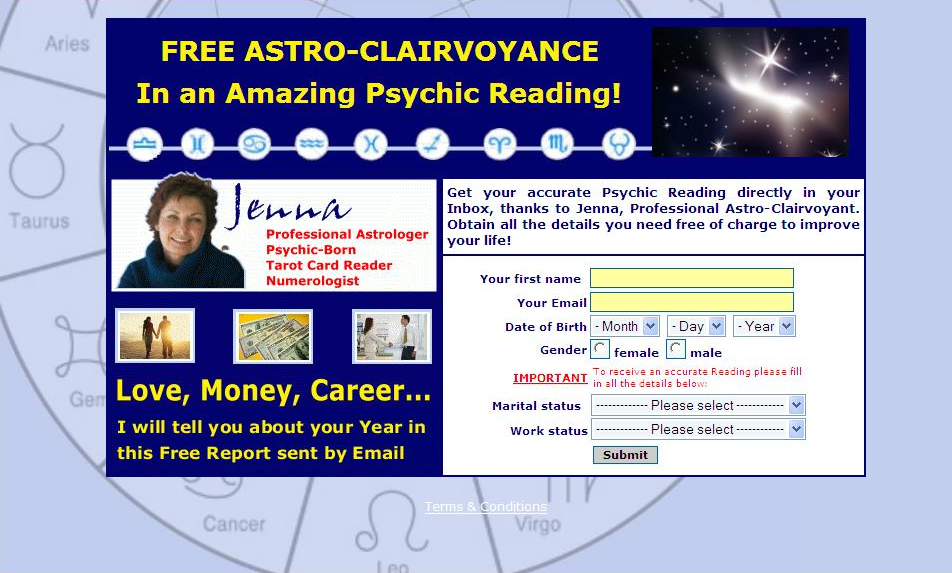 Aries
FREE ASTRO-CLAIRVOYANCE
In an Amazing Psychic Reading!
Taurus
Jenna
Professional Astrologer
Psychic-Born
Tarot Card Reader
Numerologist
Get your accurate Psychic Reading directly in your
Inbox, thanks to Jenna, Professional Astro-Clairvoyant.
Obtain all the details you need free of charge to improve
your life!
Your first name
Your Email
Date of Birth - Month - Day - Year
Gender female male
IMPORTANT To receive an accurate Reading please fill
in all the details below:
Marital status ------------- Please select ------------
Work status ------------- Please select ------------
Submit
Gem
Love, Money, Career...
I will tell you about your Year in
this Free Report sent by Email
Terms & Conditions
Cancer
Virgo
Leo